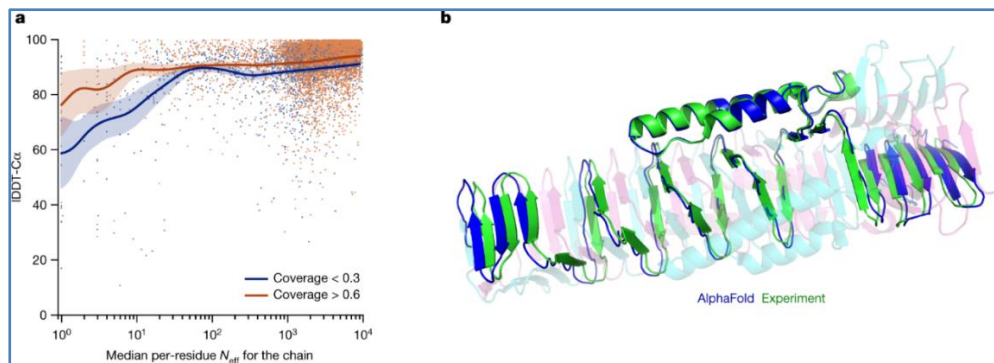 a
b
100
80
60
40
20
0
lDDT-Cα
Coverage < 0.3
Coverage > 0.6
10⁰ 10¹ 10² 10³ 10⁴
Median per-residue Neff for the chain
AlphaFold Experiment